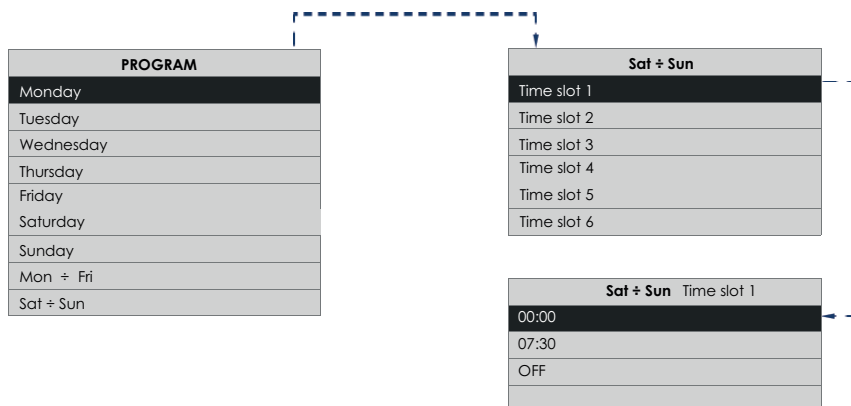 PROGRAM
Monday
Tuesday
Wednesday
Thursday
Friday
Saturday
Sunday
Mon ÷ Fri
Sat ÷ Sun
Sat ÷ Sun
Time slot 1
Time slot 2
Time slot 3
Time slot 4
Time slot 5
Time slot 6
Sat ÷ Sun Time slot 1
00:00
07:30
OFF